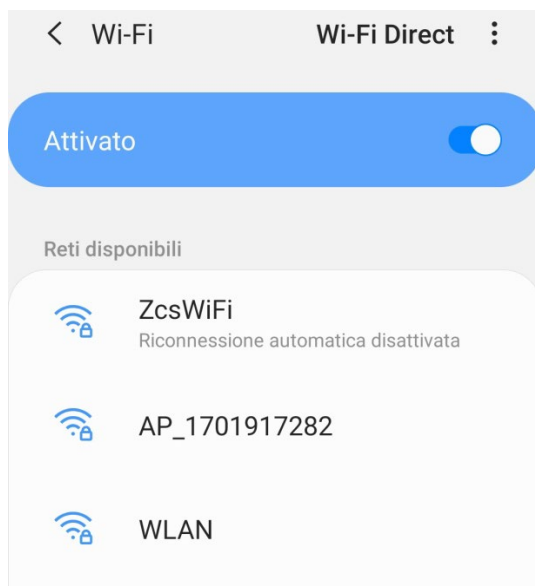 Wi-Fi Wi-Fi Direct
Attivato
Reti disponibili
ZcsWiFi
Riconnessione automatica disattivata
AP_1701917282
WLAN